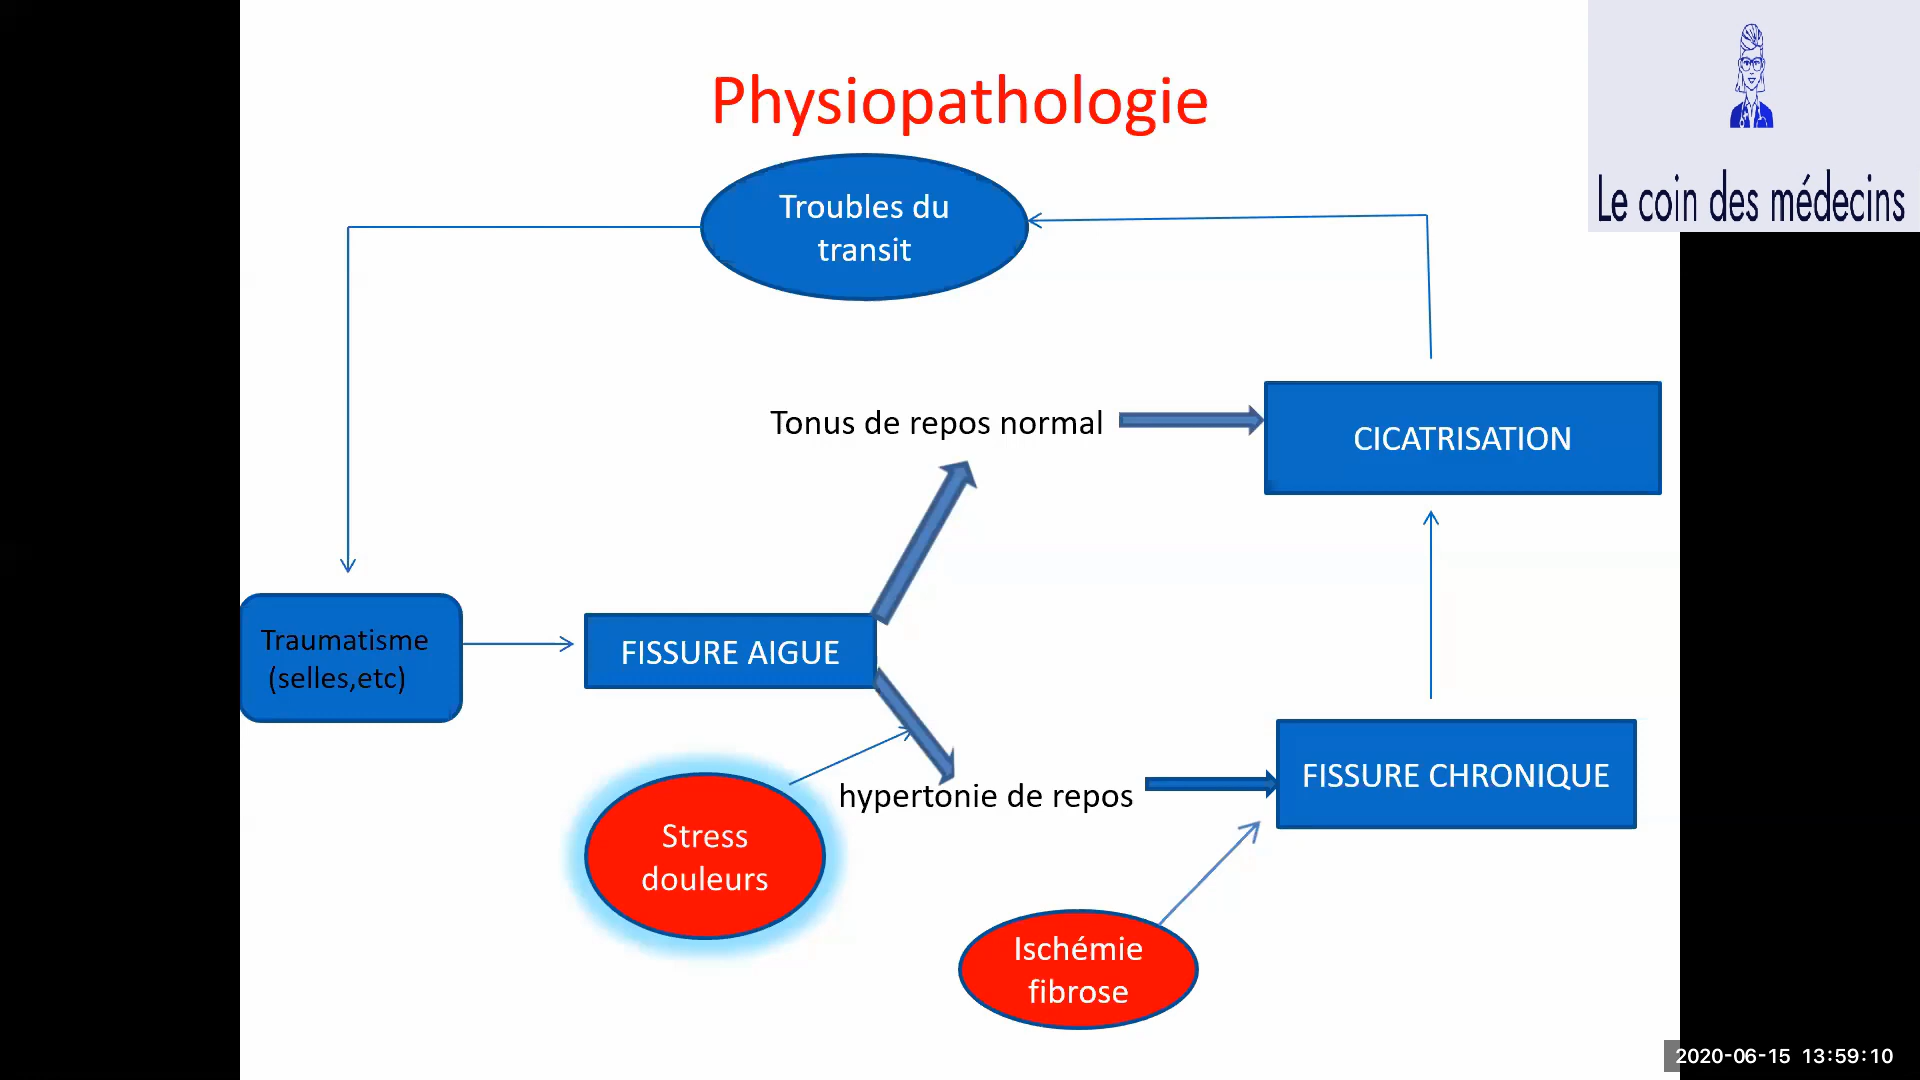 Physiopathologie
Le coin des médecins
Troubles du
transit
Tonus de repos normal
CICATRISATION
Traumatisme
(selles,etc)
FISSURE AIGUE
hypertonie de repos
FISSURE CHRONIQUE
Stress
douleurs
Ischémie
fibrose
2020-06-15 13:59:10